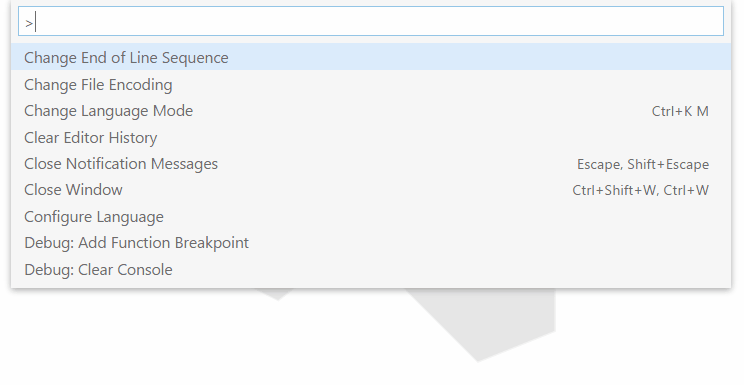 >
Change End of Line Sequence
Change File Encoding
Change Language Mode Ctrl+K M
Clear Editor History
Close Notification Messages Escape, Shift+Escape
Close Window Ctrl+Shift+W, Ctrl+W
Configure Language
Debug: Add Function Breakpoint
Debug: Clear Console